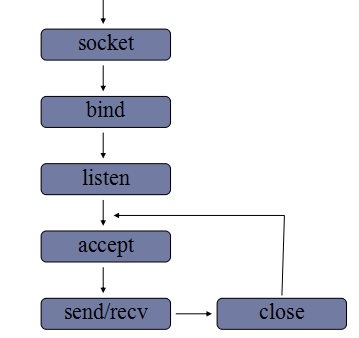 socket
bind
listen
accept
send/recv
close